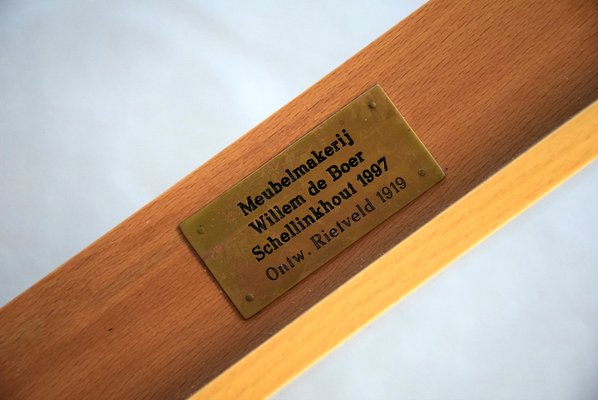 Meubelmakerij
Willem de Boer
Schellinkhout 1997
Ontw. Rietveld 1919